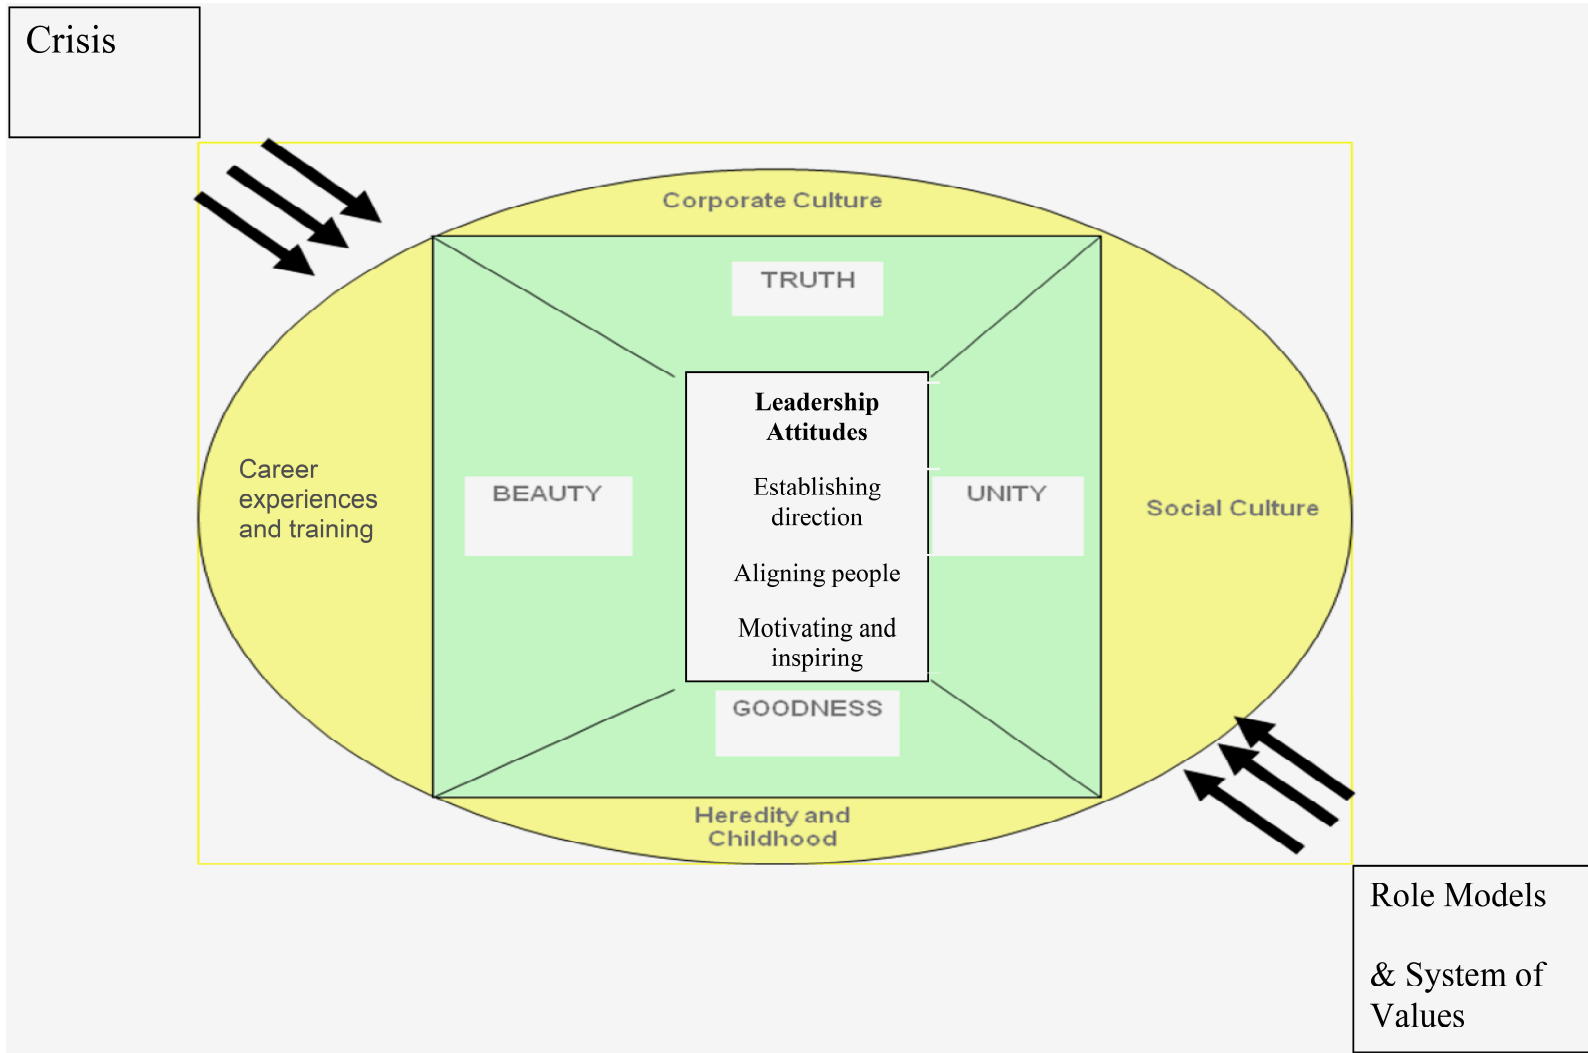 Crisis
Corporate Culture
TRUTH
Leadership
Attitudes
Establishing
direction
Aligning people
Motivating and
inspiring
Career
experiences
and training
BEAUTY
UNITY
Social Culture
GOODNESS
Heredity and
Childhood
Role Models
& System of
Values